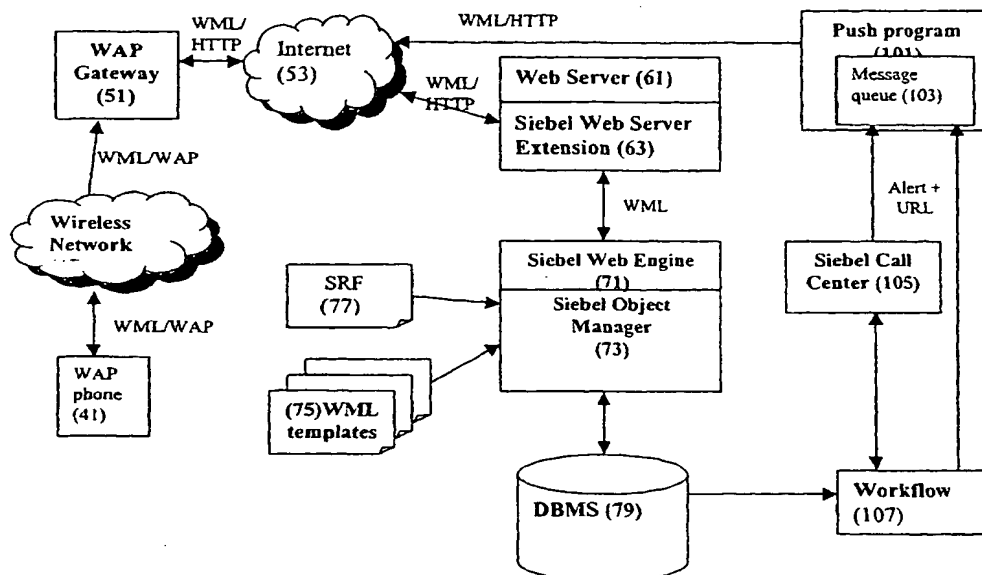 WML/HTTP
WML/
HTTP
WAP
Gateway
(51)
Internet
(53)
WML/
HTTP
Web Server (61)
Siebel Web Server
Extension (63)
Push program
(101)
Message
queue (103)
WML/WAP
WML
Alert +
URL
Wireless
Network
Siebel Web Engine
(71)
Siebel Object
Manager
(73)
Siebel Call
Center (105)
SRF
(77)
WML/WAP
WAP
phone
(41)
(75)WML
templates
DBMS (79)
Workflow
(107)